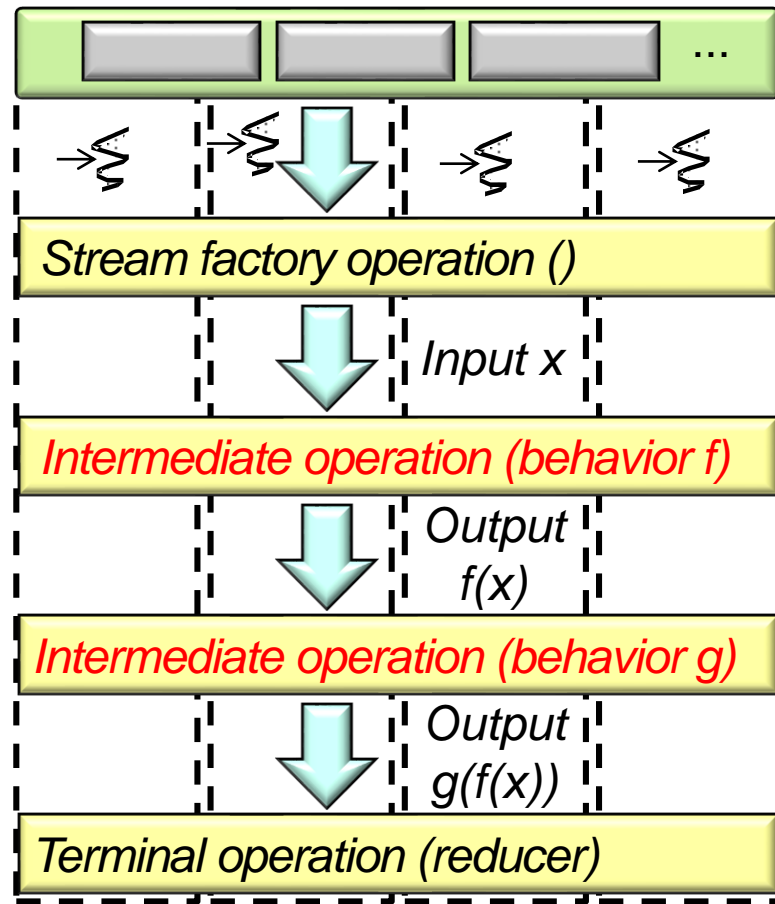 ...
Stream factory operation ()
Input x
Intermediate operation (behavior f)
Output
f(x)
Intermediate operation (behavior g)
Output
g(f(x))
Terminal operation (reducer)